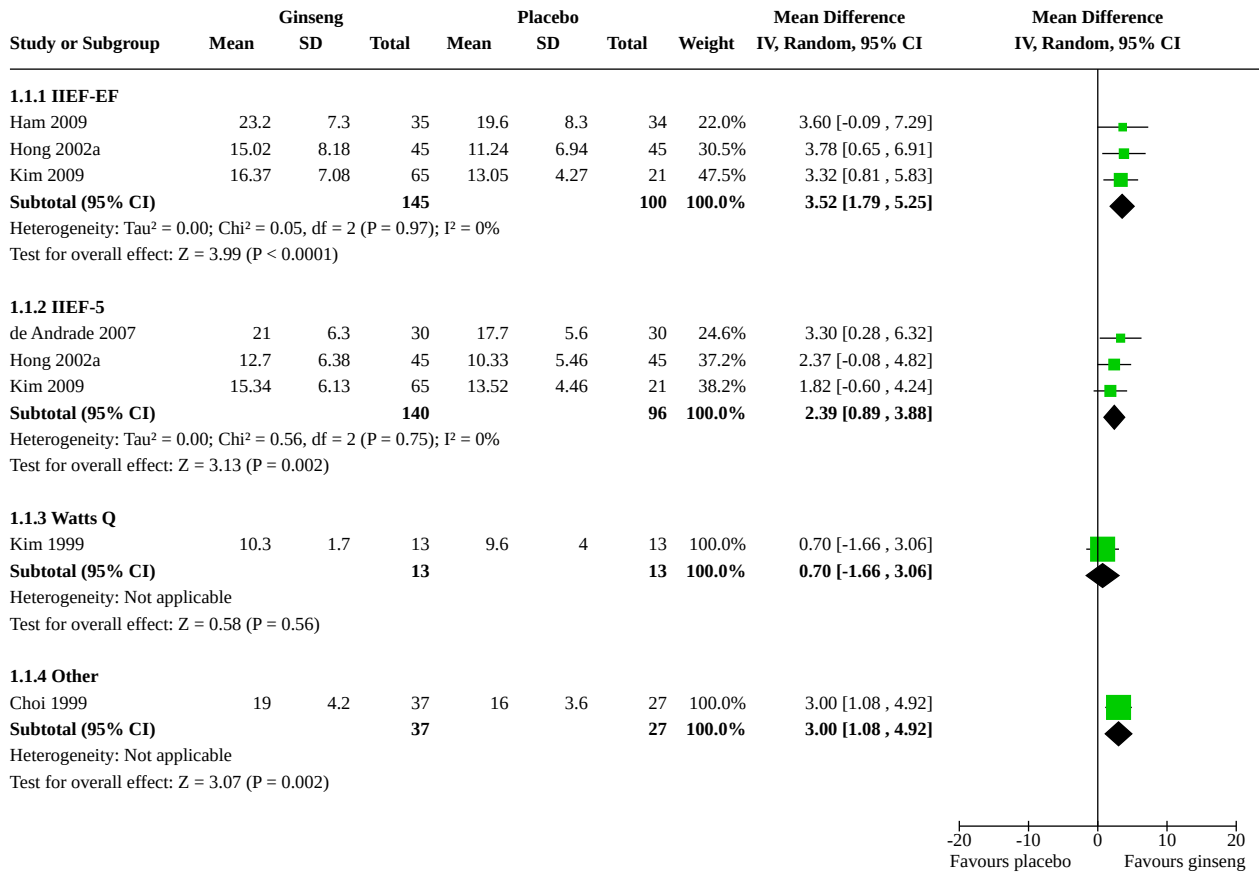 Ginseng Placebo Mean Difference Mean Difference
Study or Subgroup Mean SD Total Mean SD Total Weight IV, Random, 95% CI IV, Random, 95% CI
1.1.1 IIEF-EF
Ham 2009 23.2 7.3 35 19.6 8.3 34 22.0% 3.60 [-0.09 , 7.29]
Hong 2002a 15.02 8.18 45 11.24 6.94 45 30.5% 3.78 [0.65 , 6.91]
Kim 2009 16.37 7.08 65 13.05 4.27 21 47.5% 3.32 [0.81 , 5.83]
Subtotal (95% CI) 145 100 100.0% 3.52 [1.79 , 5.25]
Heterogeneity: Tau² = 0.00; Chi² = 0.05, df = 2 (P = 0.97); I² = 0%
Test for overall effect: Z = 3.99 (P < 0.0001)
1.1.2 IIEF-5
de Andrade 2007 21 6.3 30 17.7 5.6 30 24.6% 3.30 [0.28 , 6.32]
Hong 2002a 12.7 6.38 45 10.33 5.46 45 37.2% 2.37 [-0.08 , 4.82]
Kim 2009 15.34 6.13 65 13.52 4.46 21 38.2% 1.82 [-0.60 , 4.24]
Subtotal (95% CI) 140 96 100.0% 2.39 [0.89 , 3.88]
Heterogeneity: Tau² = 0.00; Chi² = 0.56, df = 2 (P = 0.75); I² = 0%
Test for overall effect: Z = 3.13 (P = 0.002)
1.1.3 Watts Q
Kim 1999 10.3 1.7 13 9.6 4 13 100.0% 0.70 [-1.66 , 3.06]
Subtotal (95% CI) 13 13 100.0% 0.70 [-1.66 , 3.06]
Heterogeneity: Not applicable
Test for overall effect: Z = 0.58 (P = 0.56)
1.1.4 Other
Choi 1999 19 4.2 37 16 3.6 27 100.0% 3.00 [1.08 , 4.92]
Subtotal (95% CI) 37 27 100.0% 3.00 [1.08 , 4.92]
Heterogeneity: Not applicable
Test for overall effect: Z = 3.07 (P = 0.002)
-20 -10 0 10 20
Favours placebo Favours ginseng